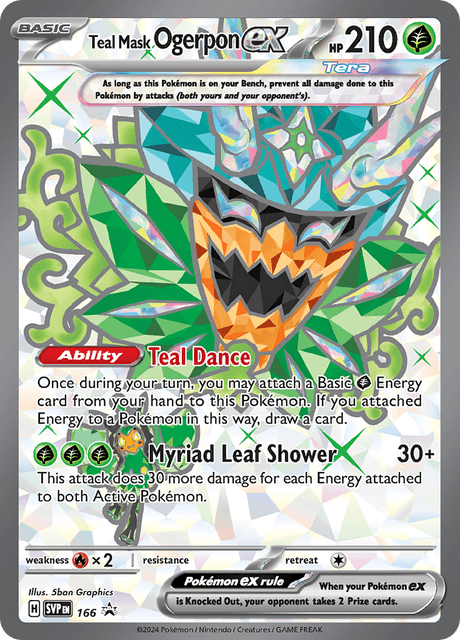 BASIC
Teal Mask Ogerpon ex HP 210
Tera
As long as this Pokémon is on your Bench, prevent all damage done to this
Pokémon by attacks (both yours and your opponent's).
Ability Teal Dance
Once during your turn, you may attach a Basic Energy
card from your hand to this Pokémon. If you attached
Energy to a Pokémon in this way, draw a card.
Myriad Leaf Shower 30+
This attack does 30 more damage for each Energy attached
to both Active Pokémon.
weakness ×2 resistance retreat
Illus. 5ban Graphics
Pokémon ex rule When your Pokémon ex
is Knocked Out, your opponent takes 2 Prize cards.
H SVP EN 166
©2024 Pokémon / Nintendo / Creatures / GAME FREAK